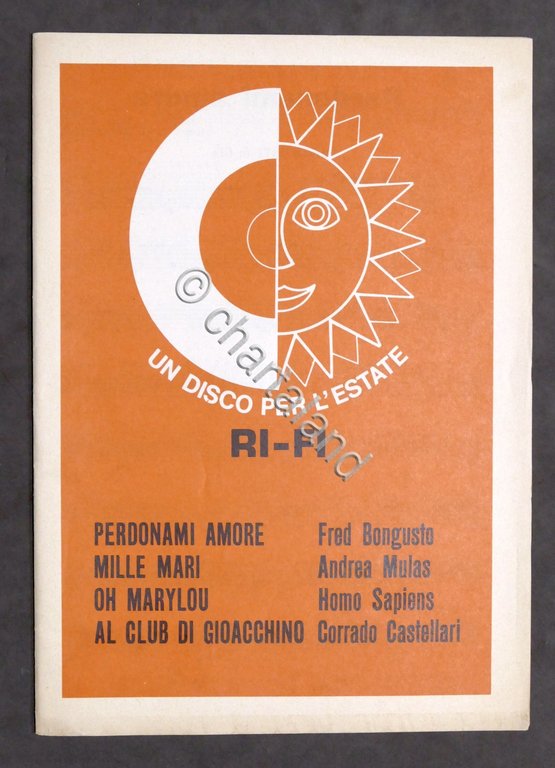 UN DISCO PER L'ESTATE
RI-FI
© chartaland
PERDONAMI AMORE Fred Bongusto
MILLE MARI Andrea Mulas
OH MARYLOU Homo Sapiens
AL CLUB DI GIOACCHINO Corrado Castellari